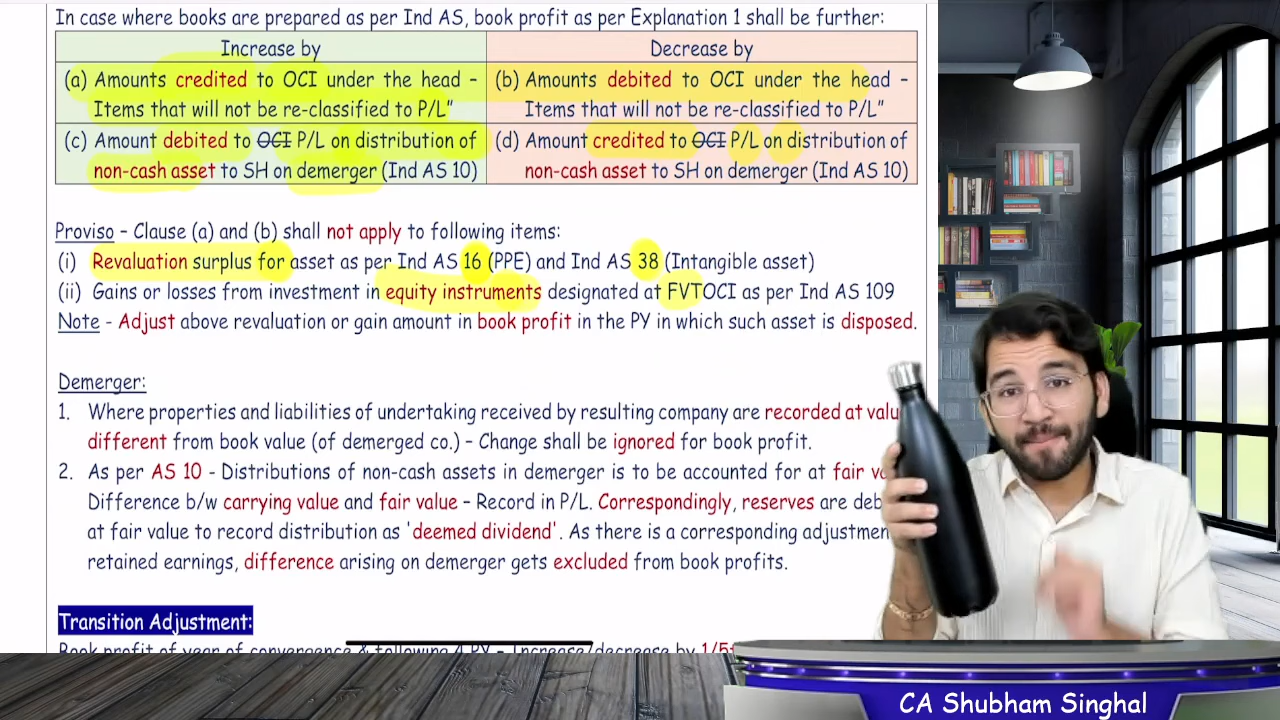 In case where books are prepared as per Ind AS, book profit as per Explanation 1 shall be further:
Increase by
Decrease by
(a) Amounts credited to OCI under the head –
Items that will not be re-classified to P/L"
(b) Amounts debited to OCI under the head –
Items that will not be re-classified to P/L"
(c) Amount debited to OCI P/L on distribution of
non-cash asset to SH on demerger (Ind AS 10)
(d) Amount credited to OCI P/L on distribution of
non-cash asset to SH on demerger (Ind AS 10)
Proviso – Clause (a) and (b) shall not apply to following items:
(i) Revaluation surplus for asset as per Ind AS 16 (PPE) and Ind AS 38 (Intangible asset)
(ii) Gains or losses from investment in equity instruments designated at FVTOCI as per Ind AS 109
Note - Adjust above revaluation or gain amount in book profit in the PY in which such asset is disposed.
Demerger:
1. Where properties and liabilities of undertaking received by resulting company are recorded at
different from book value (of demerged co.) – Change shall be ignored for book profit.
2. As per AS 10 - Distributions of non-cash assets in demerger is to be accounted for at fair
Difference b/w carrying value and fair value – Record in P/L. Correspondingly, reserves are
at fair value to record distribution as 'deemed dividend'. As there is a corresponding
retained earnings, difference arising on demerger gets excluded from book profits.
Transition Adjustment:
Book profit of year of convergence & following 4 PY – Increase/decrease by
CA Shubham Singhal